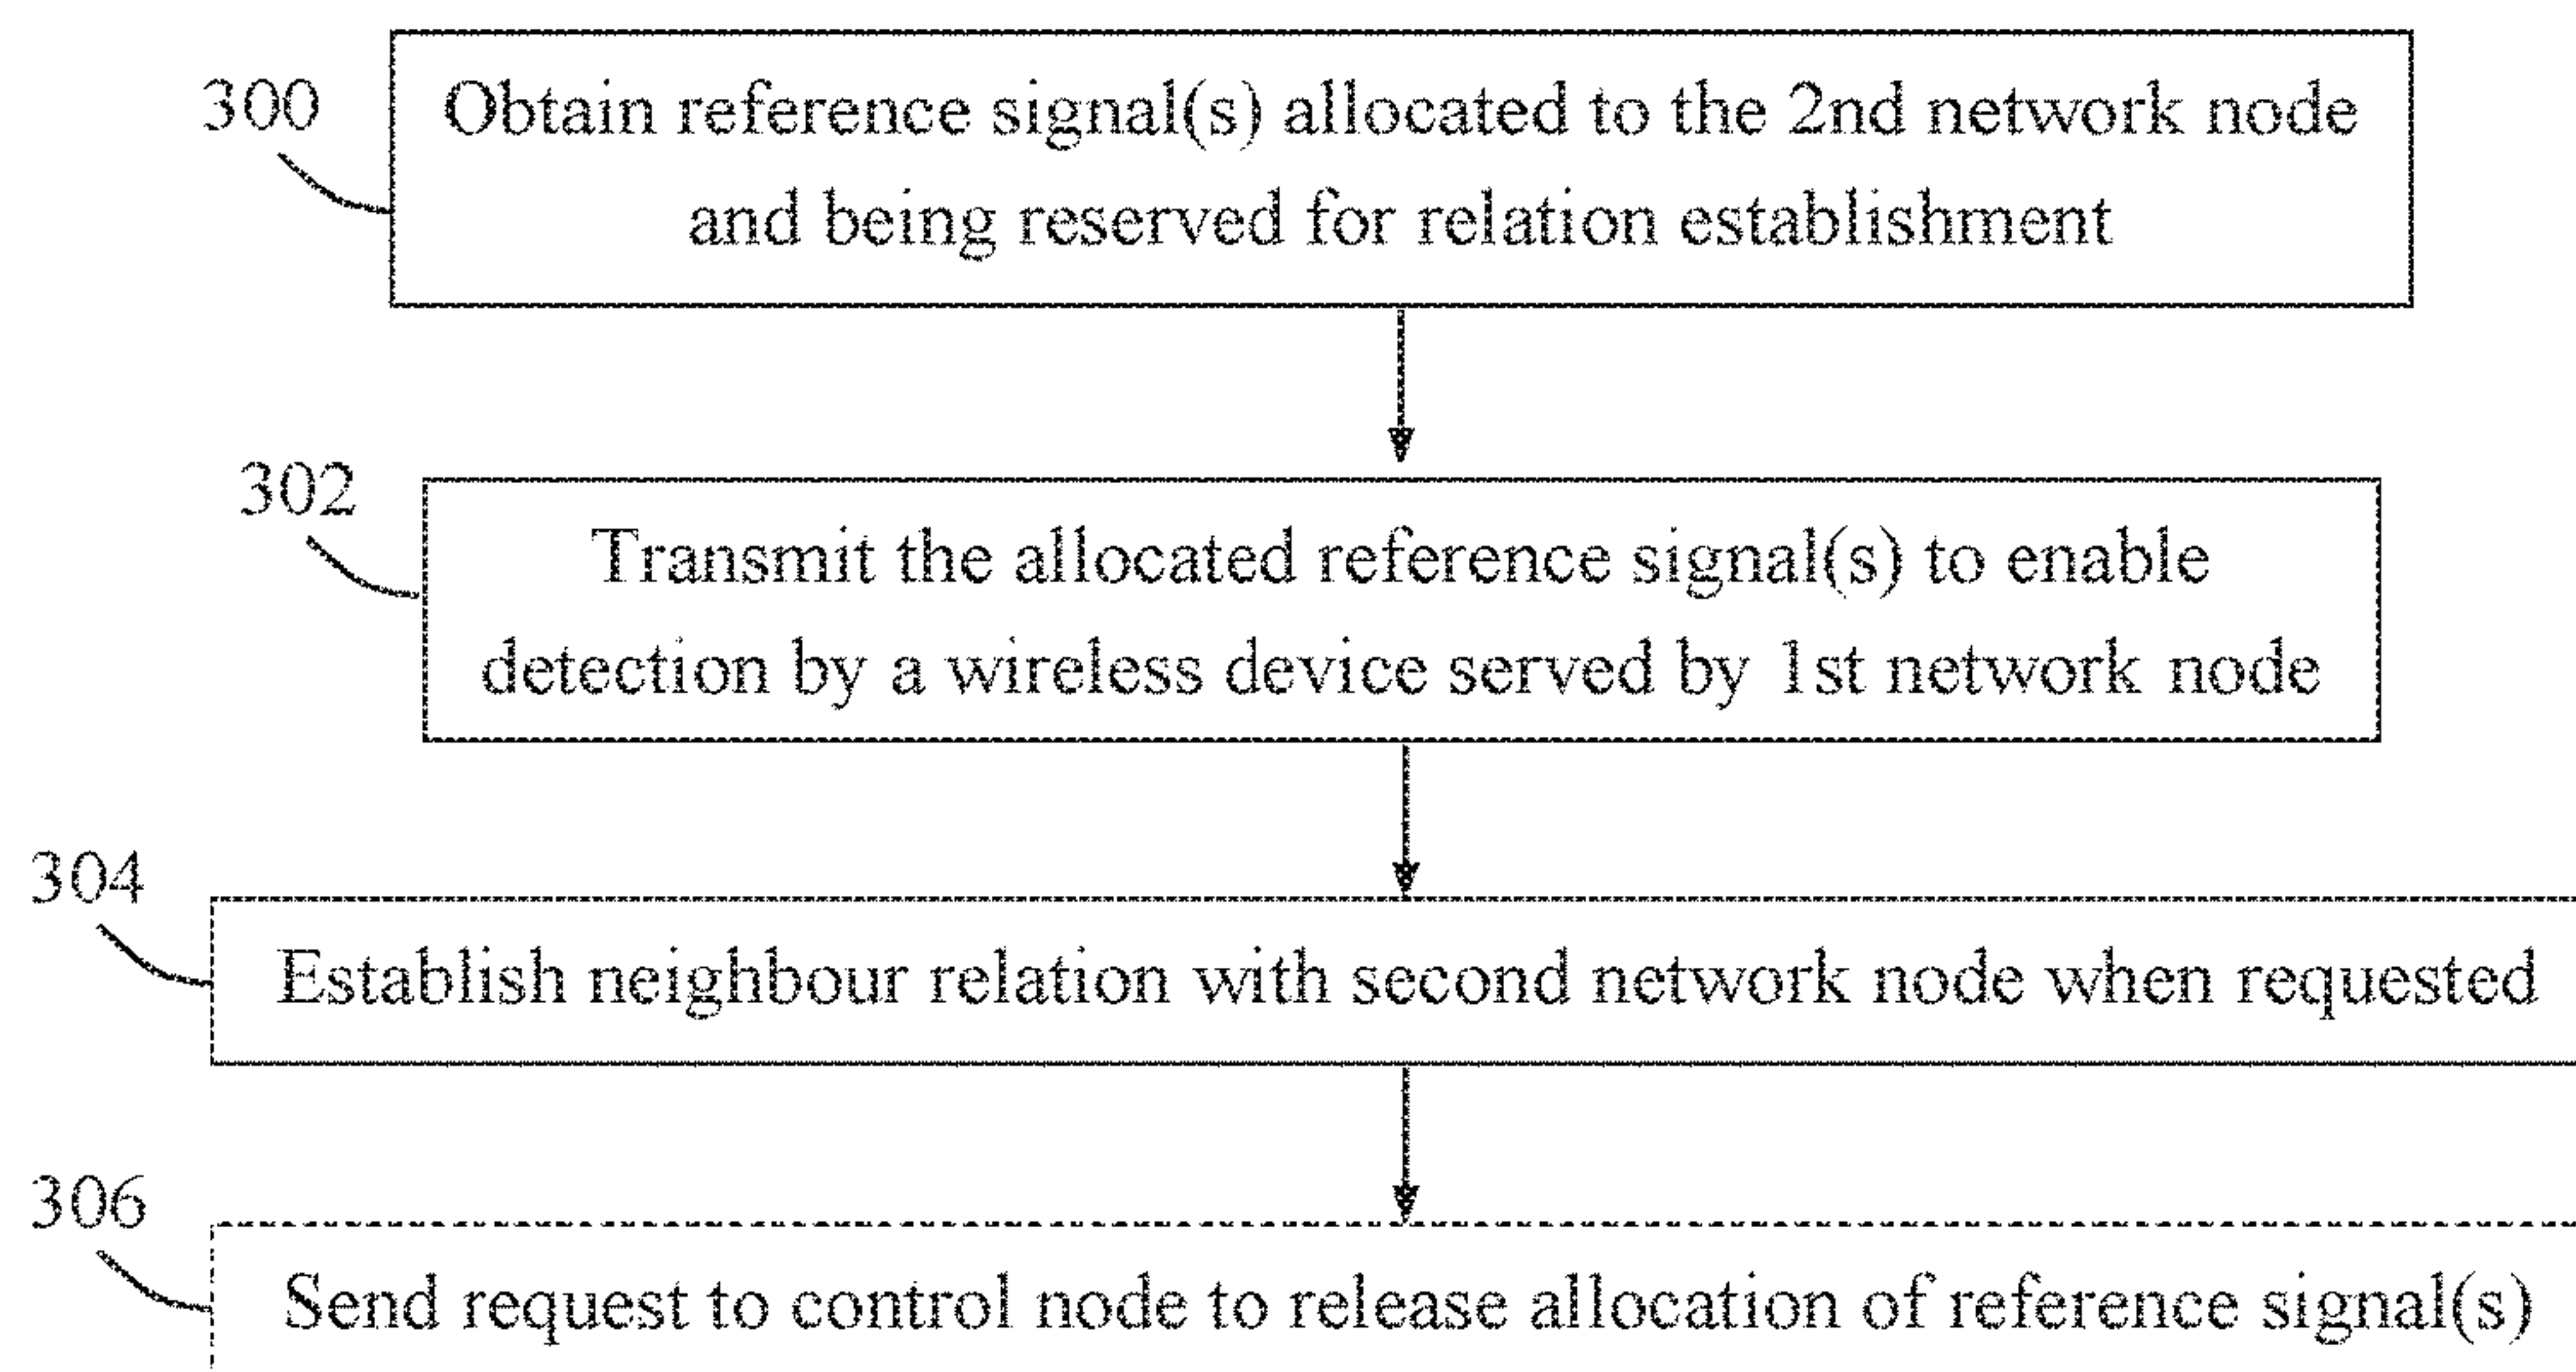 300
Obtain reference signal(s) allocated to the 2nd network node
and being reserved for relation establishment
302
Transmit the allocated reference signal(s) to enable
detection by a wireless device served by 1st network node
304
Establish neighbour relation with second network node when requested
306
Send request to control node to release allocation of reference signal(s)